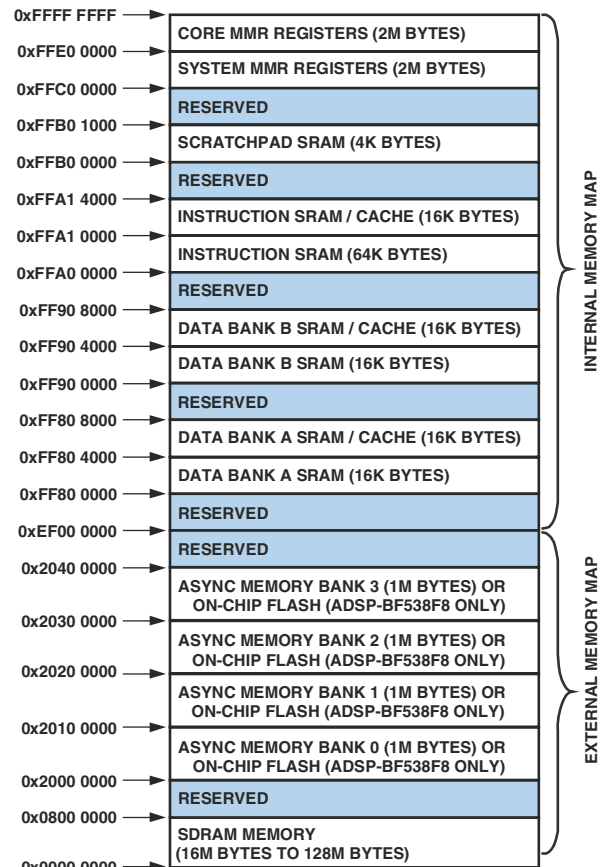 0xFFFF FFFF
CORE MMR REGISTERS (2M BYTES)
0xFFE0 0000
SYSTEM MMR REGISTERS (2M BYTES)
0xFFC0 0000
RESERVED
0xFFB0 1000
SCRATCHPAD SRAM (4K BYTES)
0xFFB0 0000
RESERVED
0xFFA1 4000
INSTRUCTION SRAM / CACHE (16K BYTES)
0xFFA1 0000
INSTRUCTION SRAM (64K BYTES)
0xFFA0 0000
RESERVED
0xFF90 8000
DATA BANK B SRAM / CACHE (16K BYTES)
0xFF90 4000
DATA BANK B SRAM (16K BYTES)
0xFF90 0000
RESERVED
0xFF80 8000
DATA BANK A SRAM / CACHE (16K BYTES)
0xFF80 4000
DATA BANK A SRAM (16K BYTES)
0xFF80 0000
RESERVED
0xEF00 0000
RESERVED
0x2040 0000
ASYNC MEMORY BANK 3 (1M BYTES) OR
ON-CHIP FLASH (ADSP-BF538F8 ONLY)
0x2030 0000
ASYNC MEMORY BANK 2 (1M BYTES) OR
ON-CHIP FLASH (ADSP-BF538F8 ONLY)
0x2020 0000
ASYNC MEMORY BANK 1 (1M BYTES) OR
ON-CHIP FLASH (ADSP-BF538F8 ONLY)
0x2010 0000
ASYNC MEMORY BANK 0 (1M BYTES) OR
ON-CHIP FLASH (ADSP-BF538F8 ONLY)
0x2000 0000
RESERVED
0x0800 0000
SDRAM MEMORY
(16M BYTES TO 128M BYTES)
0x0000 0000
INTERNAL MEMORY MAP
EXTERNAL MEMORY MAP